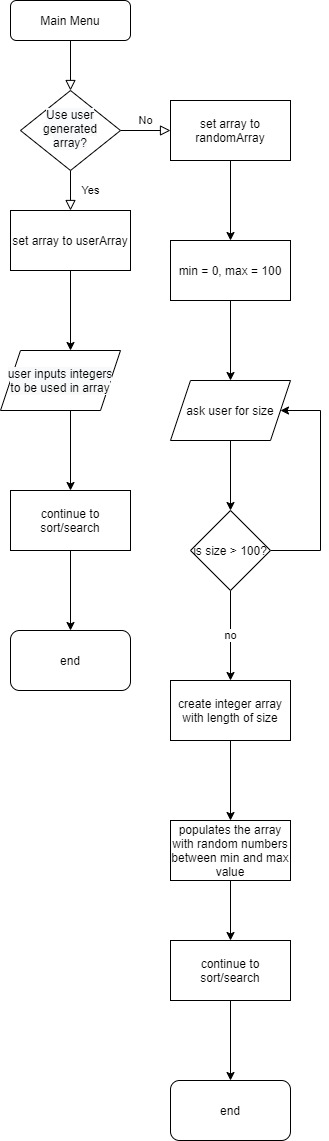 Main Menu
Use user
generated
array?
No
Yes
set array to userArray
user inputs integers
to be used in array
continue to
sort/search
end
set array to
randomArray
min = 0, max = 100
ask user for size
is size > 100?
no
create integer array
with length of size
populates the array
with random numbers
between min and max
value
continue to
sort/search
end